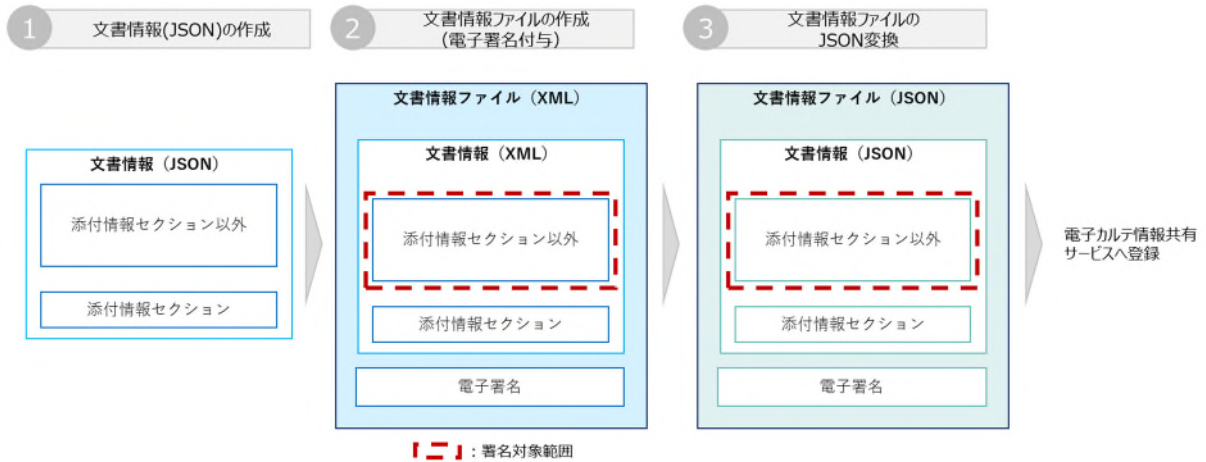 1
文書情報(JSON)の作成
2
文書情報ファイルの作成
(電子署名付与)
3
文書情報ファイルの
JSON変換
文書情報（JSON）
添付情報セクション以外
添付情報セクション
文書情報ファイル（XML）
文書情報（XML）
添付情報セクション以外
添付情報セクション
電子署名
文書情報ファイル（JSON）
文書情報（JSON）
添付情報セクション以外
添付情報セクション
電子署名
電子カルテ情報共有
サービスへ登録
：署名対象範囲